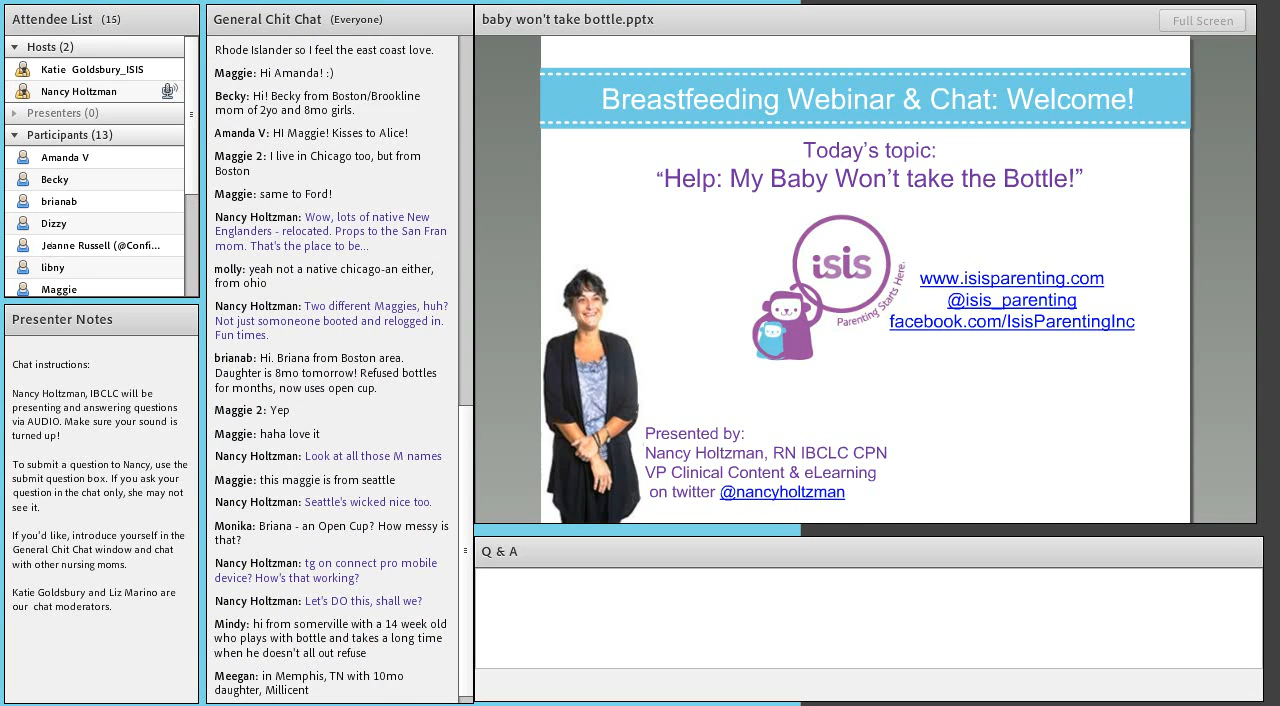 Attendee List (15)
Hosts (2)
Katie Goldsbury_ISIS
Nancy Holtzman
Presenters (0)
Participants (13)
Amanda V
Becky
brianab
Dizzy
Jeanne Russell (@Confi...
libny
Maggie
Presenter Notes
Chat instructions:
Nancy Holtzman, IBCLC will be
presenting and answering questions
via AUDIO. Make sure your sound is
turned up!
To submit a question to Nancy, use the
submit question box. If you ask your
question in the chat only, she may not
see it.
If you'd like, introduce yourself in the
General Chit Chat window and chat
with other nursing moms.
Katie Goldsbury and Liz Marino are
our chat moderators.
General Chit Chat (Everyone)
Rhode Islander so I feel the east coast love.
Maggie: Hi Amanda! :)
Becky: Hi! Becky from Boston/Brookline
mom of 2yo and 8mo girls.
Amanda V: HI Maggie! Kisses to Alice!
Maggie 2: I live in Chicago too, but from
Boston
Maggie: same to Ford!
Nancy Holtzman: Wow, lots of native New
Englanders - relocated. Props to the San Fran
mom. That's the place to be...
molly: yeah not a native chicago-an either,
from ohio
Nancy Holtzman: Two different Maggies, huh?
Not just somoneone booted and relogged in.
Fun times.
brianab: Hi. Briana from Boston area.
Daughter is 8mo tomorrow! Refused bottles
for months, now uses open cup.
Maggie 2: Yep
Maggie: haha love it
Nancy Holtzman: Look at all those M names
Maggie: this maggie is from seattle
Nancy Holtzman: Seattle's wicked nice too.
Monika: Briana - an Open Cup? How messy is
that?
Nancy Holtzman: tg on connect pro mobile
device? How's that working?
Nancy Holtzman: Let's DO this, shall we?
Mindy: hi from somerville with a 14 week old
who plays with bottle and takes a long time
when he doesn't all out refuse
Meegan: in Memphis, TN with 10mo
daughter, Millicent
baby won't take bottle.pptx
Full Screen
Breastfeeding Webinar & Chat: Welcome!
Today's topic:
“Help: My Baby Won't take the Bottle!”
isis
Parenting Starts Here.
www.isisparenting.com
@isis_parenting
facebook.com/IsisParentingInc
Presented by:
Nancy Holtzman, RN IBCLC CPN
VP Clinical Content & eLearning
on twitter @nancyholtzman
Q & A